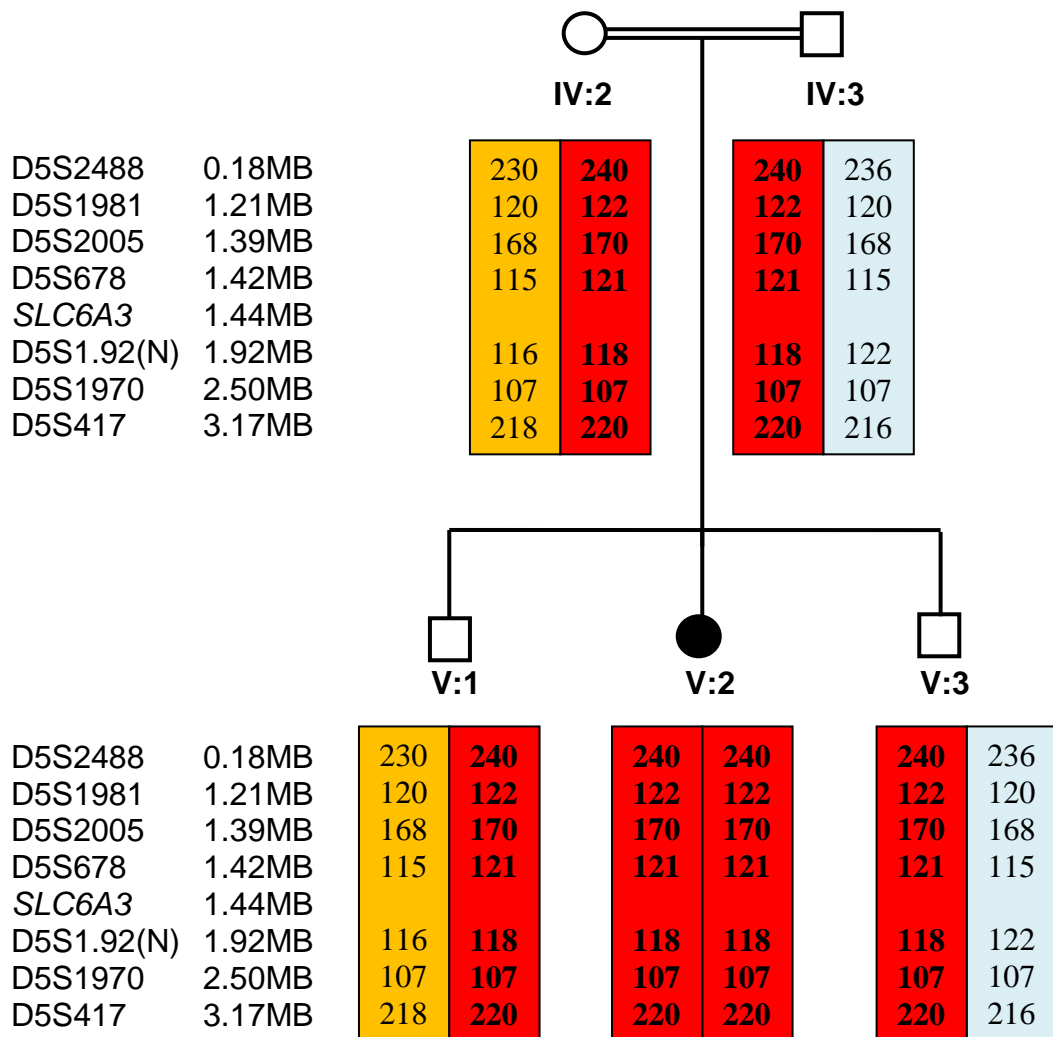 IV:2 IV:3
D5S2488 0.18MB 230 240 240 236
D5S1981 1.21MB 120 122 122 120
D5S2005 1.39MB 168 170 170 168
D5S678 1.42MB 115 121 121 115
SLC6A3 1.44MB
D5S1.92(N) 1.92MB 116 118 118 122
D5S1970 2.50MB 107 107 107 107
D5S417 3.17MB 218 220 220 216
V:1 V:2 V:3
D5S2488 0.18MB 230 240 240 240 240 236
D5S1981 1.21MB 120 122 122 122 122 120
D5S2005 1.39MB 168 170 170 170 170 168
D5S678 1.42MB 115 121 121 121 121 115
SLC6A3 1.44MB
D5S1.92(N) 1.92MB 116 118 118 118 118 122
D5S1970 2.50MB 107 107 107 107 107 107
D5S417 3.17MB 218 220 220 220 220 216